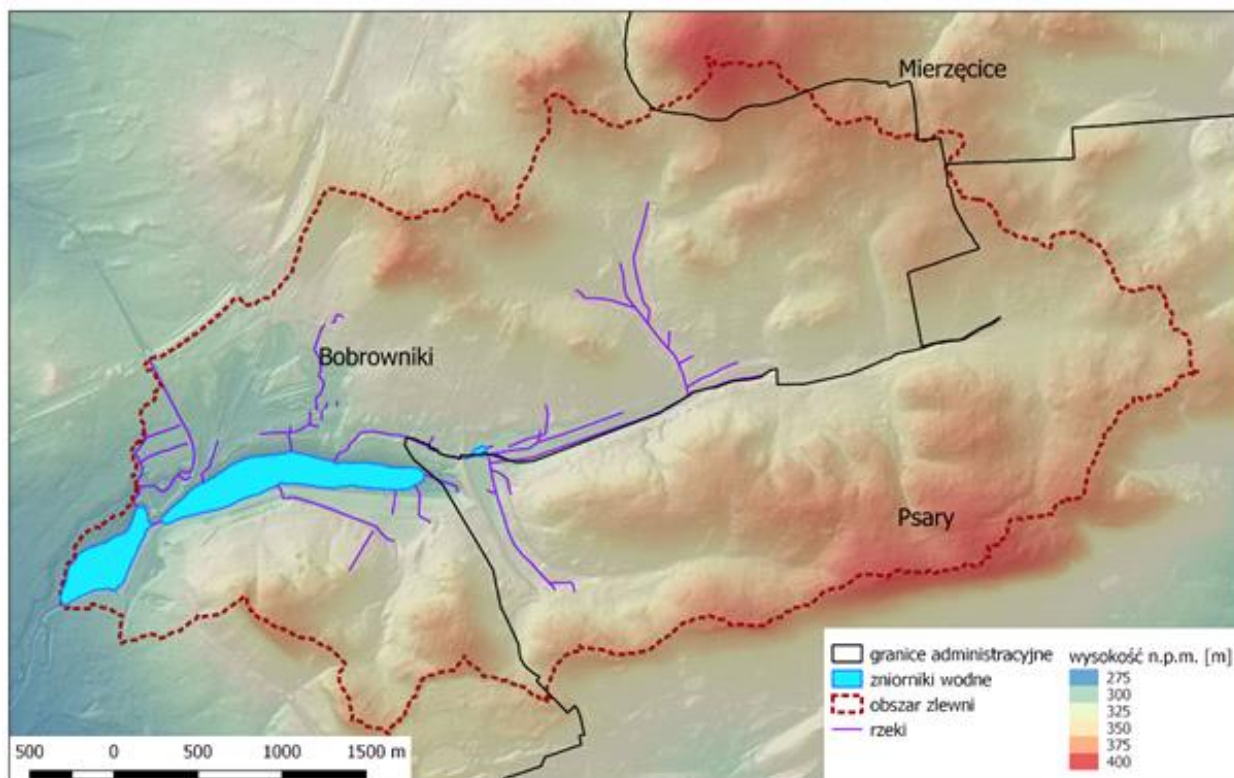 Mierzęcice
Bobrowniki
Psary
granice administracyjne
zniorniki wodne
obszar zlewni
rzeki
wysokość n.p.m. [m]
275
300
325
350
375
400
500 0 500 1000 1500 m